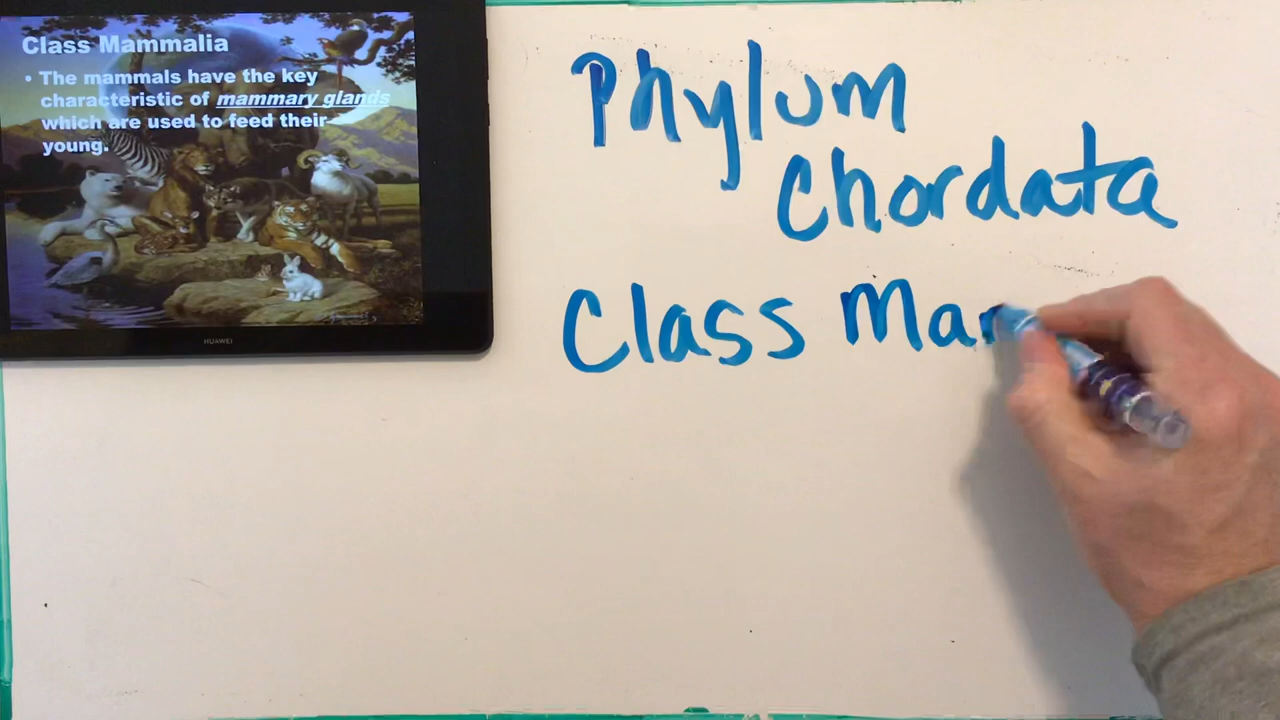 Class Mammalia
• The mammals have the key
characteristic of mammary glands
which are used to feed their
young.
HUAWEI
Phylum
Chordata
Class Mam